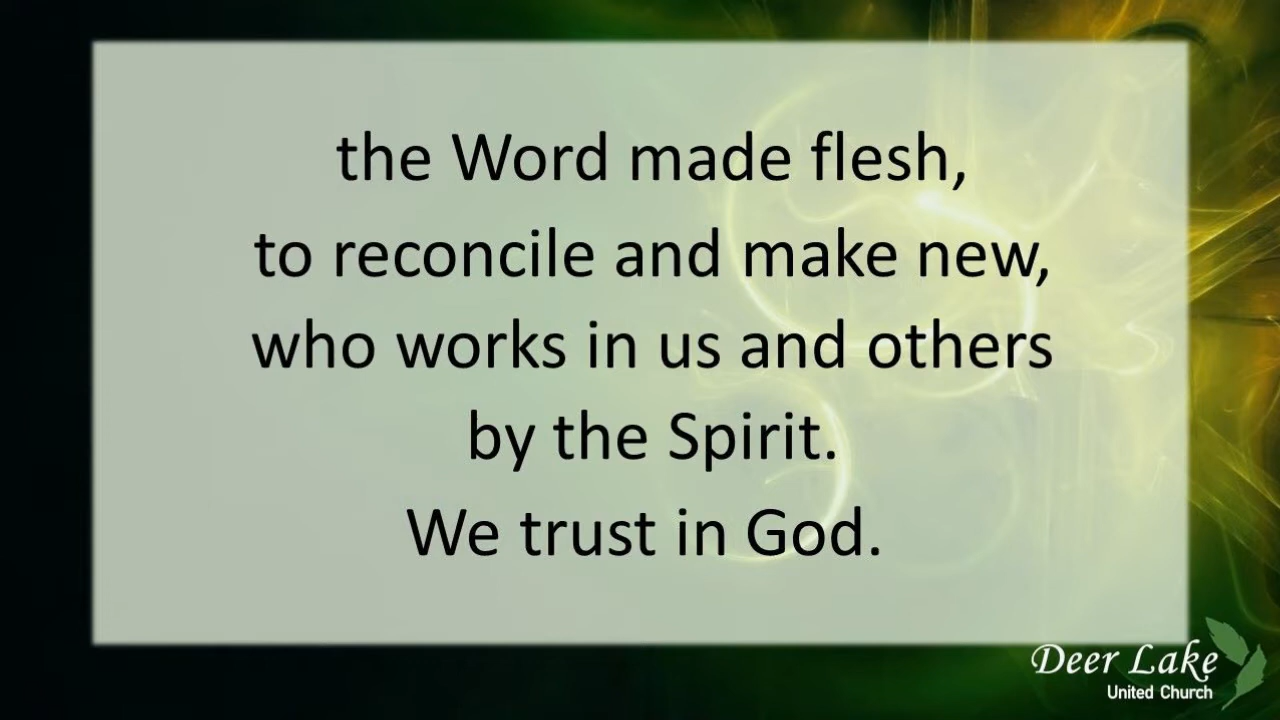 the Word made flesh,
to reconcile and make new,
who works in us and others
by the Spirit.
We trust in God.
Deer Lake
United Church